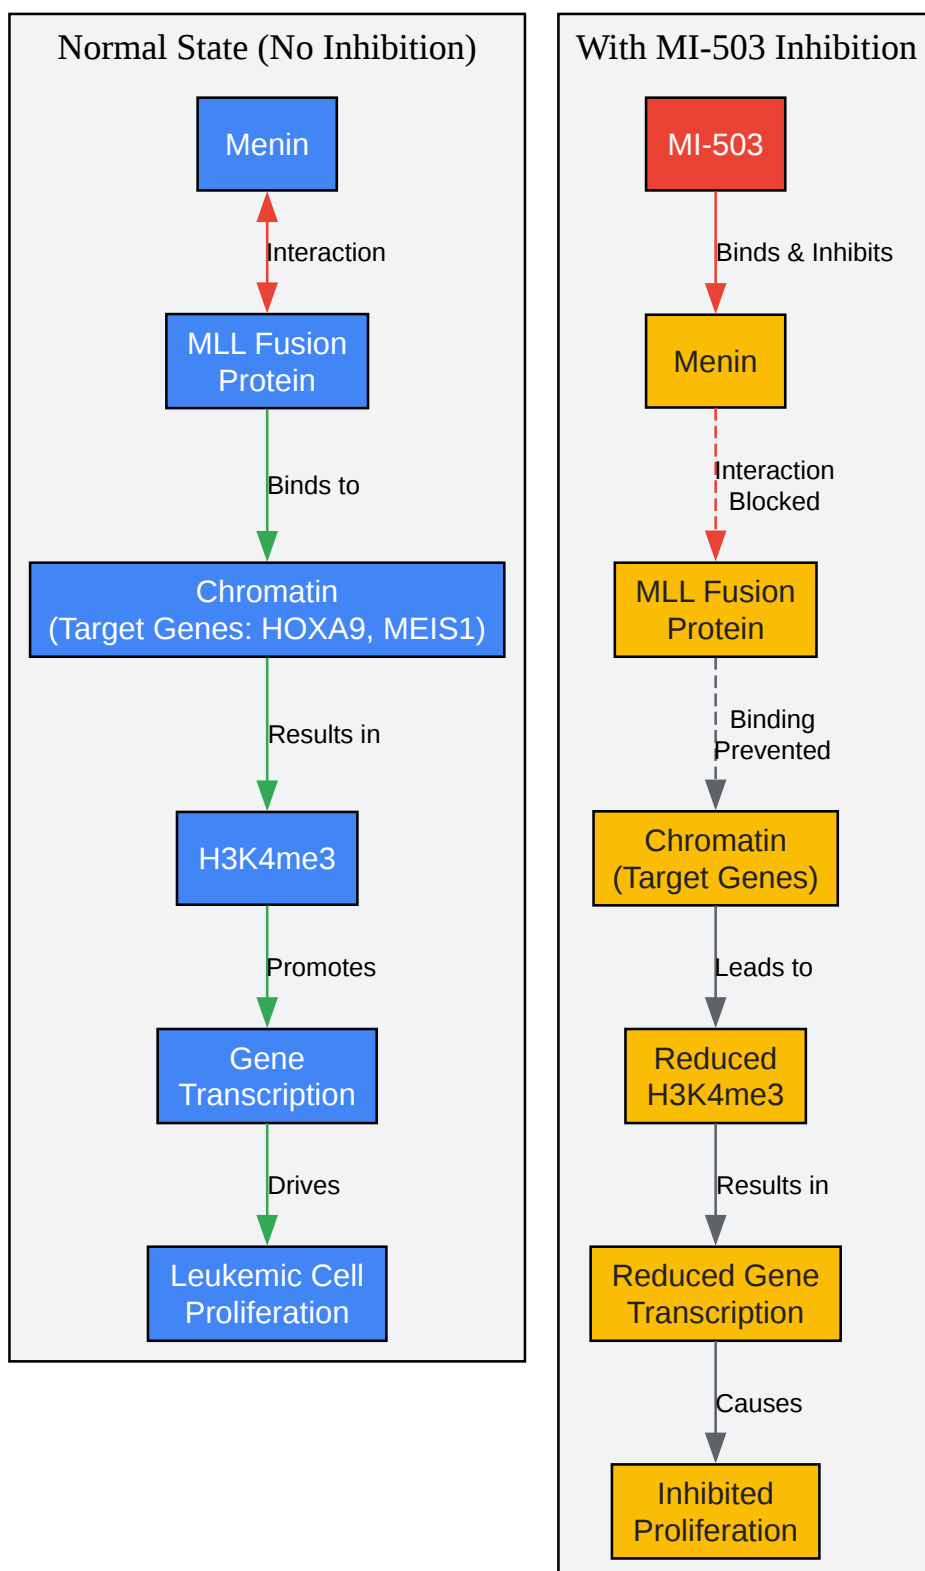 Normal State (No Inhibition)
Menin
Interaction
MLL Fusion
Protein
Binds to
Chromatin
(Target Genes: HOXA9, MEIS1)
Results in
H3K4me3
Promotes
Gene
Transcription
Drives
Leukemic Cell
Proliferation
With MI-503 Inhibition
MI-503
Binds & Inhibits
Menin
Interaction
Blocked
MLL Fusion
Protein
Binding
Prevented
Chromatin
(Target Genes)
Leads to
Reduced
H3K4me3
Results in
Reduced Gene
Transcription
Causes
Inhibited
Proliferation